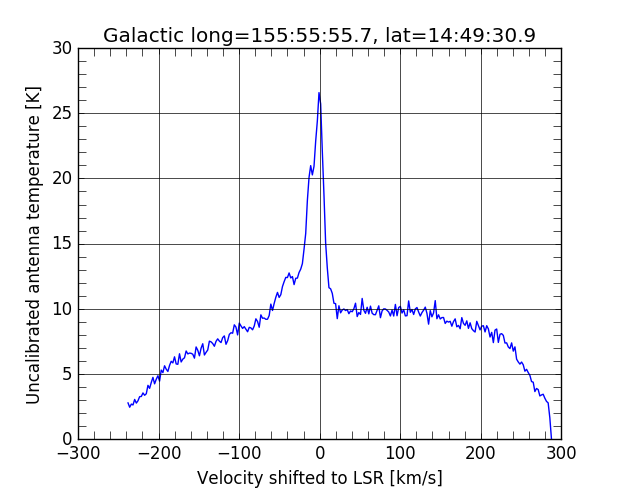 Galactic long=155:55:55.7, lat=14:49:30.9
Uncalibrated antenna temperature [K]
30
25
20
15
10
5
0
−300 −200 −100 0 100 200 300
Velocity shifted to LSR [km/s]